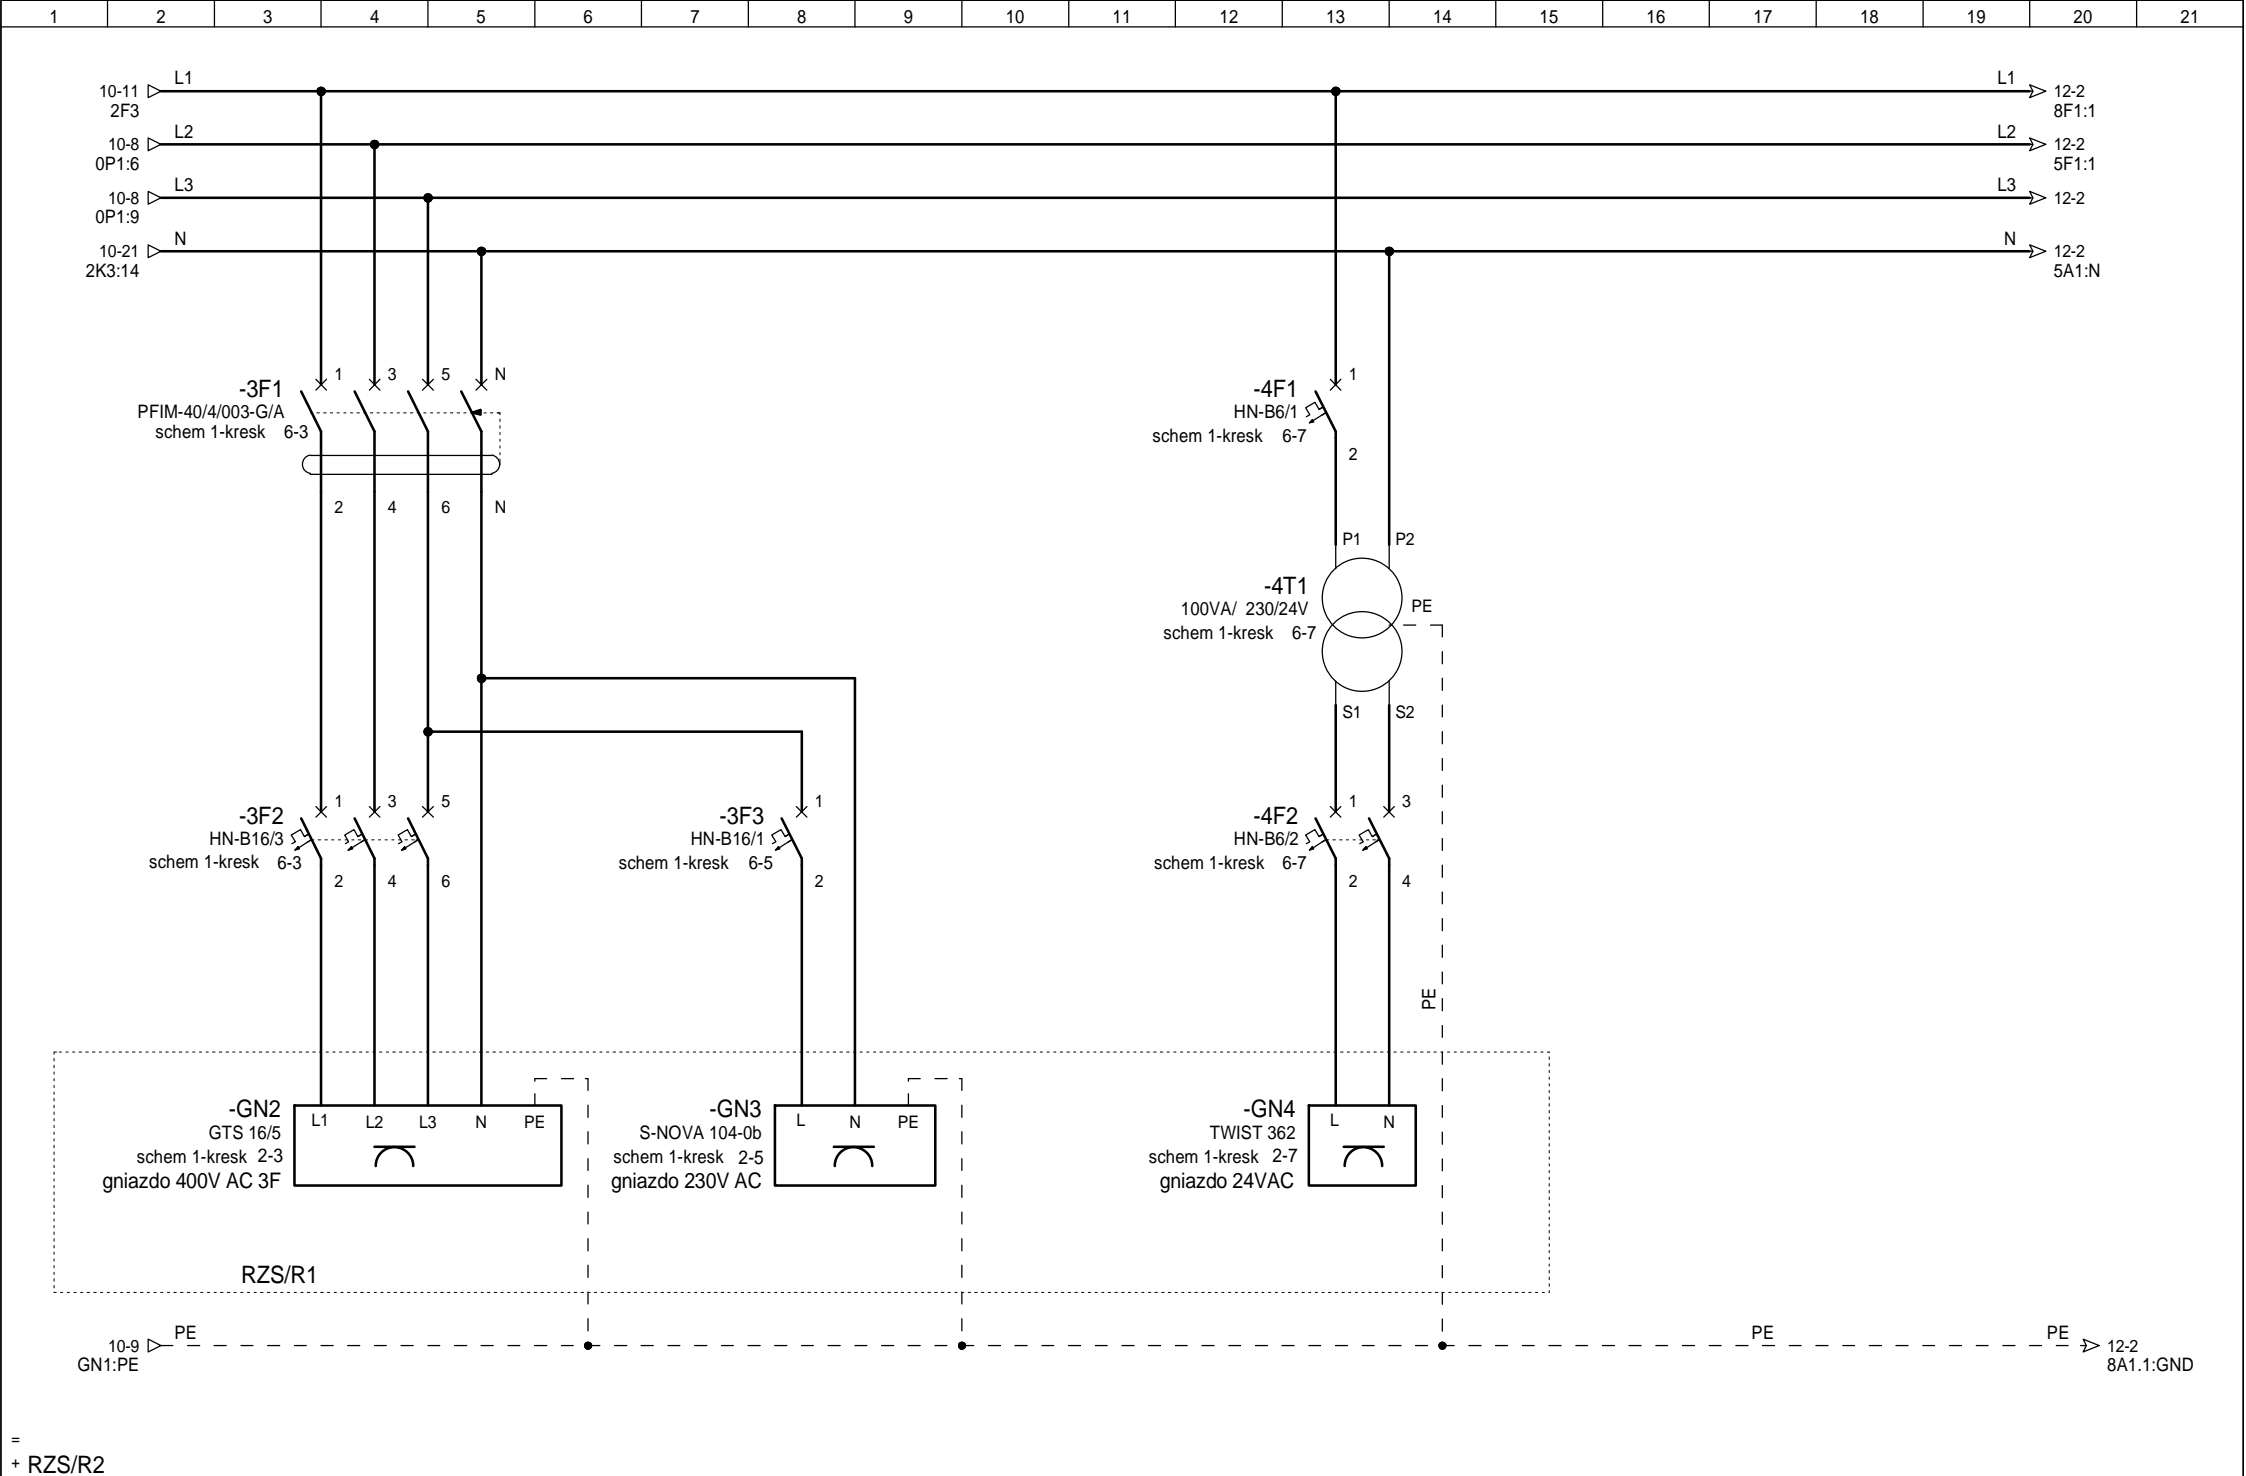 1 2 3 4 5 6 7 8 9 10 11 12 13 14 15 16 17 18 19 20 21
L1 L1
10-11 12-2
2F3 8F1:1
L2 L2
10-8 12-2
0P1:6 5F1:1
L3 L3
10-8 12-2
0P1:9
N N
10-21 12-2
2K3:14 5A1:N
1 3 5 N
-3F1
PFIM-40/4/003-G/A
schem 1-kresk 6-3
2 4 6 N
1
-4F1
HN-B6/1
schem 1-kresk 6-7
2
P1 P2
-4T1
100VA/ 230/24V
PE
schem 1-kresk 6-7
S1 S2
1 3 5
-3F2
HN-B16/3
schem 1-kresk 6-3
2 4 6
1
-3F3
HN-B16/1
schem 1-kresk 6-5
2
1 3
-4F2
HN-B6/2
schem 1-kresk 6-7
2 4
PE
-GN2
L1 L2 L3 N PE
GTS 16/5
schem 1-kresk 2-3
gniazdo 400V AC 3F
-GN3
L N PE
S-NOVA 104-0b
schem 1-kresk 2-5
gniazdo 230V AC
-GN4
L N
TWIST 362
schem 1-kresk 2-7
gniazdo 24VAC
RZS/R1
PE PE PE
10-9 12-2
GN1:PE 8A1.1:GND
=
+ RZS/R2